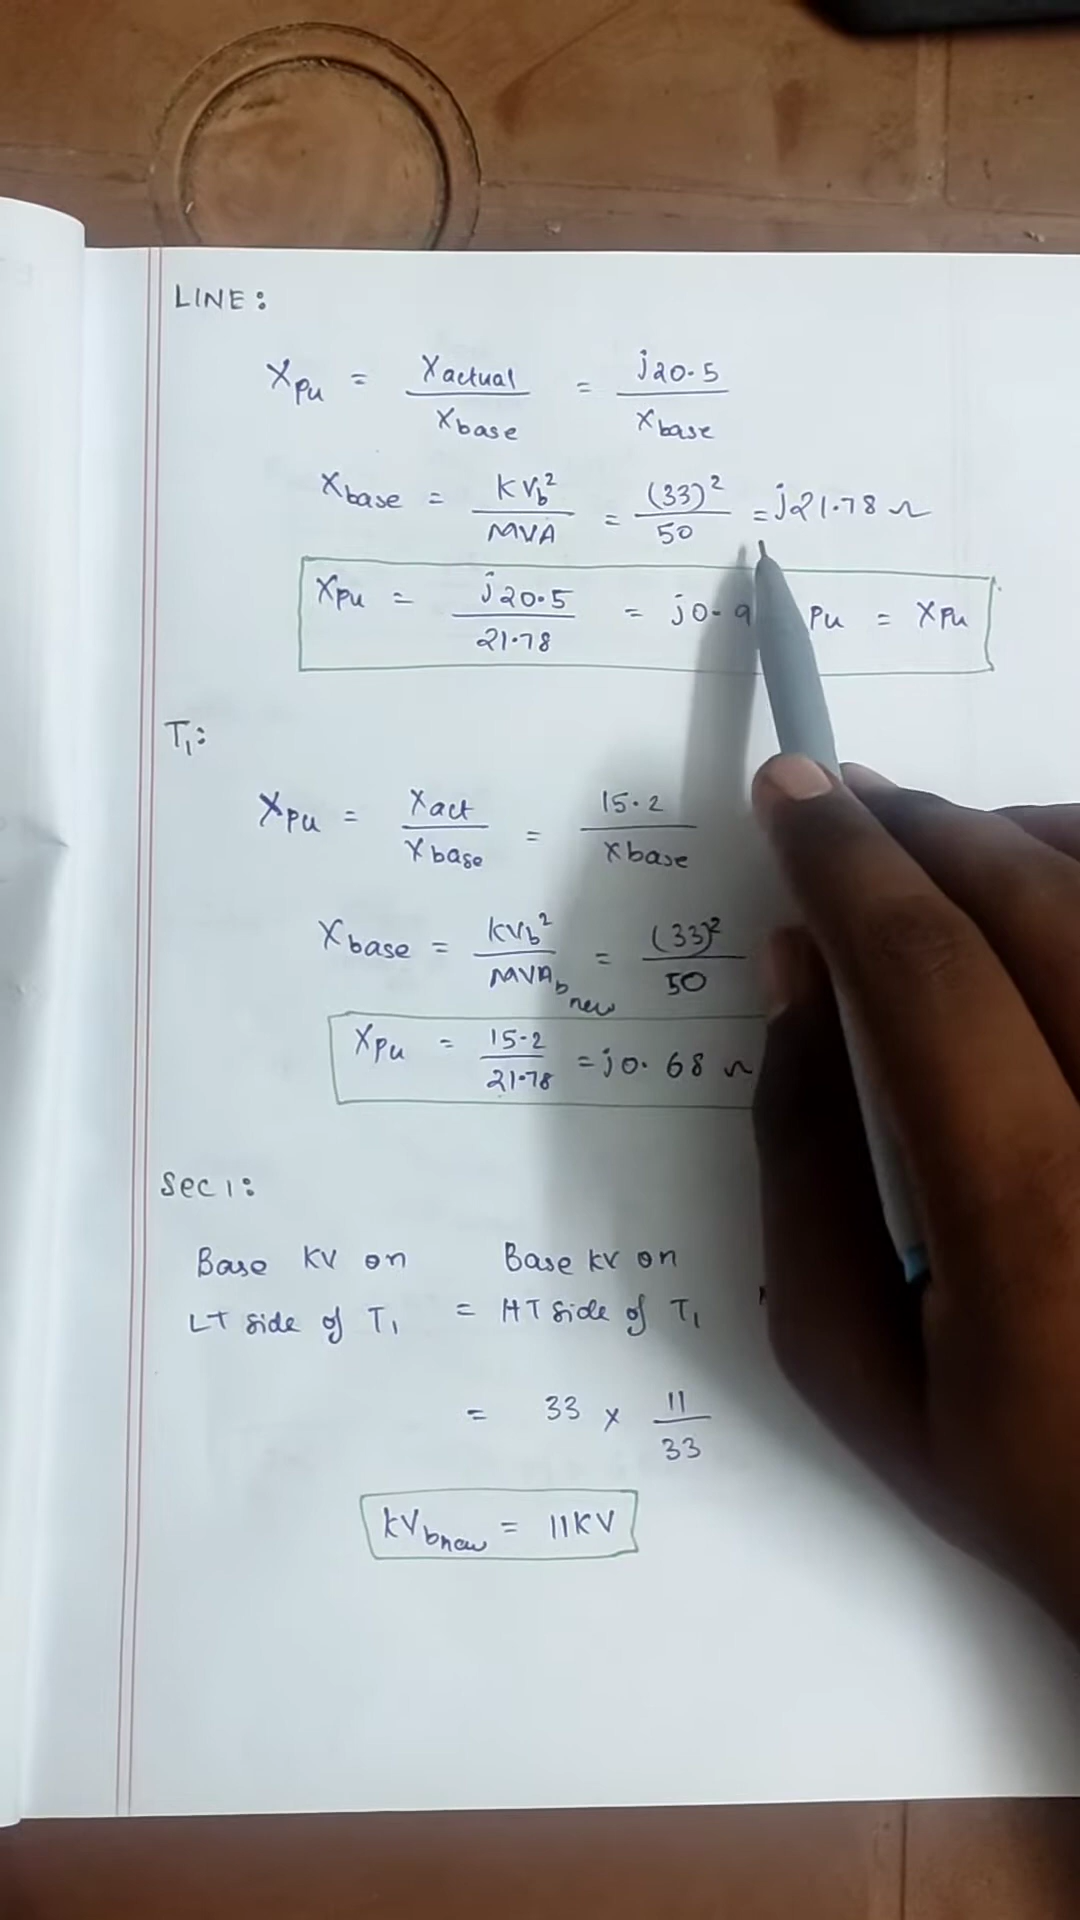 LINE:
Xpu = Xactual / Xbase = j20.5 / Xbase
Xbase = KVb² / MVA = (33)² / 50 = j21.78 Ω
Xpu = j20.5 / 21.78 = j0.9 Pu = Xpu
T1:
Xpu = Xact / Xbase = 15.2 / Xbase
Xbase = KVb² / MVAb new = (33)² / 50
Xpu = 15.2 / 21.78 = j0.68 Ω
Sec 1:
Base KV on Base KV on
LT side of T1 = HT side of T1
= 33 × 11 / 33
KVbnew = 11KV